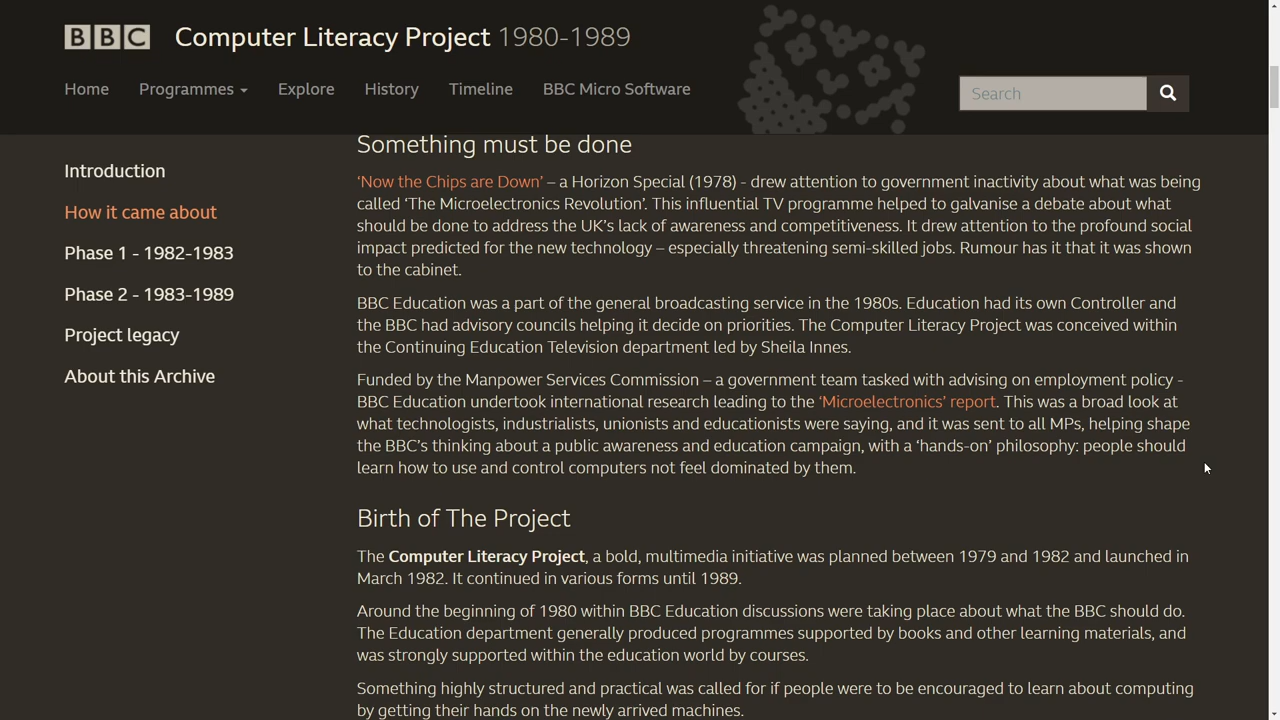 BBC Computer Literacy Project 1980-1989
Home Programmes Explore History Timeline BBC Micro Software Search
Introduction
How it came about
Phase 1 - 1982-1983
Phase 2 - 1983-1989
Project legacy
About this Archive
Something must be done
‘Now the Chips are Down’ – a Horizon Special (1978) - drew attention to government inactivity about what was being
called ‘The Microelectronics Revolution’. This influential TV programme helped to galvanise a debate about what
should be done to address the UK’s lack of awareness and competitiveness. It drew attention to the profound social
impact predicted for the new technology – especially threatening semi-skilled jobs. Rumour has it that it was shown
to the cabinet.
BBC Education was a part of the general broadcasting service in the 1980s. Education had its own Controller and
the BBC had advisory councils helping it decide on priorities. The Computer Literacy Project was conceived within
the Continuing Education Television department led by Sheila Innes.
Funded by the Manpower Services Commission – a government team tasked with advising on employment policy -
BBC Education undertook international research leading to the ‘Microelectronics’ report. This was a broad look at
what technologists, industrialists, unionists and educationists were saying, and it was sent to all MPs, helping shape
the BBC’s thinking about a public awareness and education campaign, with a ‘hands-on’ philosophy: people should
learn how to use and control computers not feel dominated by them.
Birth of The Project
The Computer Literacy Project, a bold, multimedia initiative was planned between 1979 and 1982 and launched in
March 1982. It continued in various forms until 1989.
Around the beginning of 1980 within BBC Education discussions were taking place about what the BBC should do.
The Education department generally produced programmes supported by books and other learning materials, and
was strongly supported within the education world by courses.
Something highly structured and practical was called for if people were to be encouraged to learn about computing
by getting their hands on the newly arrived machines.